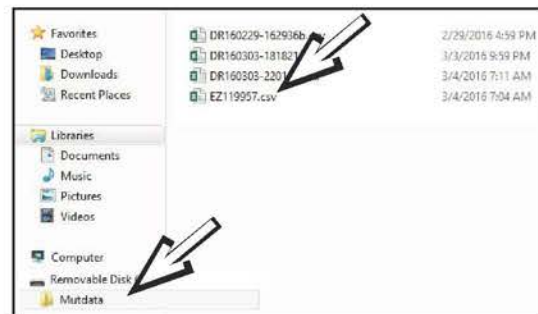 Favorites
Desktop
Downloads
Recent Places
Libraries
Documents
Music
Pictures
Videos
Computer
Removable Disk
Mutdata
DR160229-162936b 2/29/2016 4:59 PM
DR160303-181821 3/3/2016 9:59 PM
DR160303-2201 3/4/2016 7:11 AM
EZ119957.csv 3/4/2016 7:04 AM